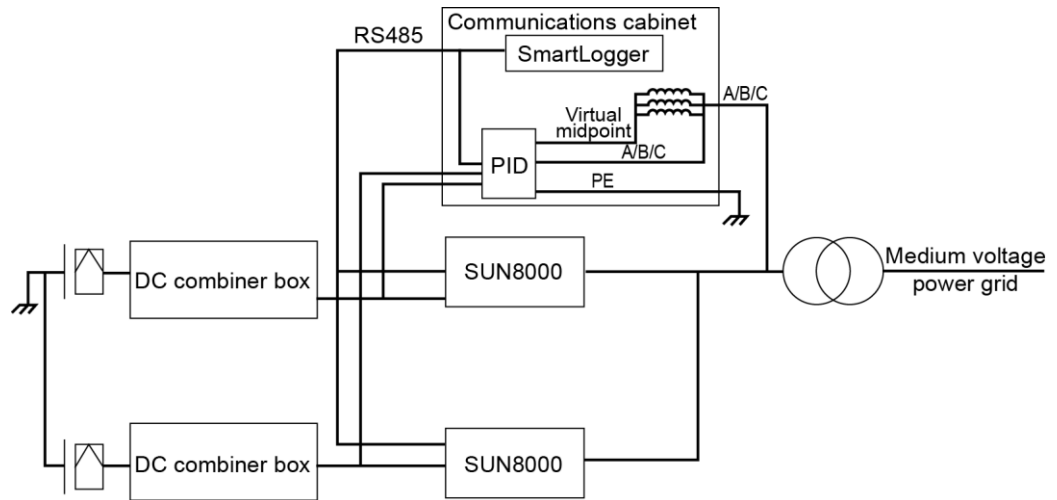 Communications cabinet
RS485
SmartLogger
A/B/C
Virtual
midpoint
A/B/C
PID
PE
DC combiner box
SUN8000
Medium voltage
power grid
DC combiner box
SUN8000